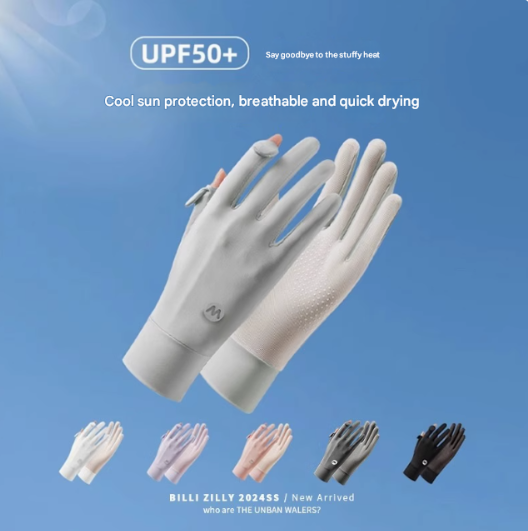 UPF50+ Say goodbye to the stuffy heat
Cool sun protection, breathable and quick drying
W
BILLI ZILLY 2024SS / New Arrived
who are THE UNBAN WALERS?